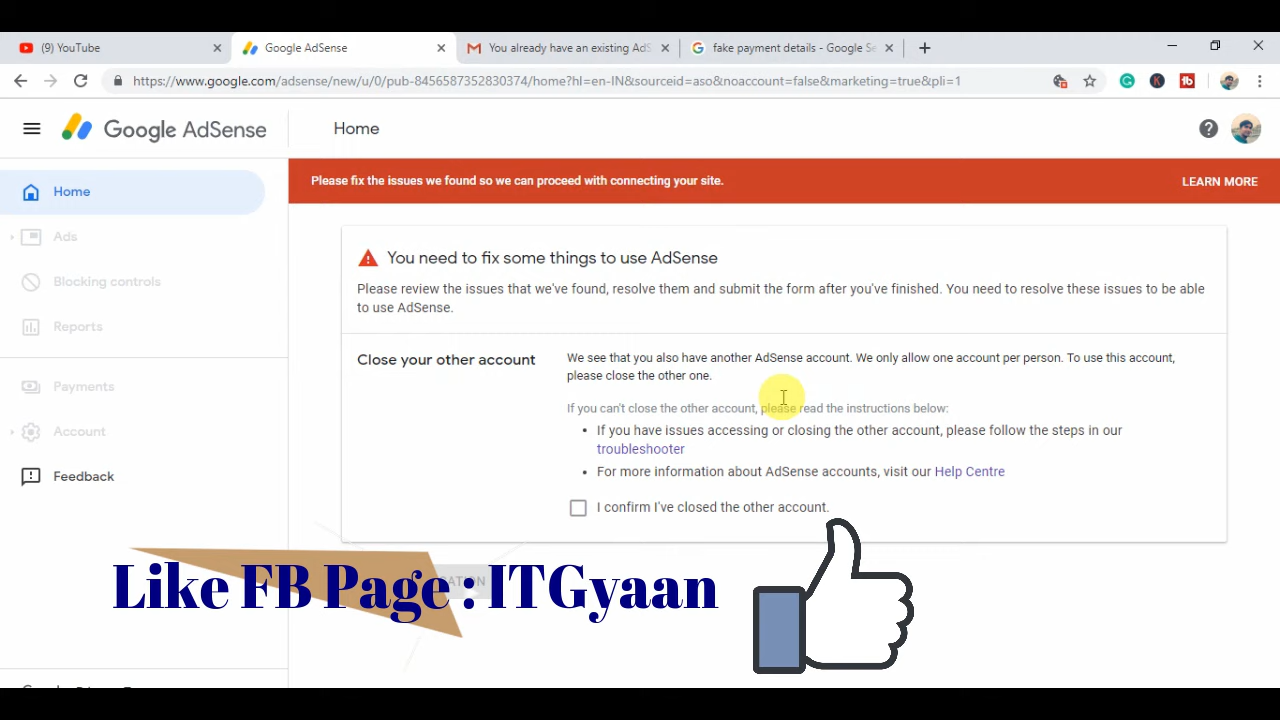 (9) YouTube
Google AdSense
You already have an existing AdS
fake payment details - Google Se
https://www.google.com/adsense/new/u/0/pub-8456587352830374/home?hl=en-IN&sourceid=aso&noaccount=false&marketing=true&pli=1
Google AdSense
Home
Home
Please fix the issues we found so we can proceed with connecting your site.
LEARN MORE
Ads
Blocking controls
Reports
Payments
Account
Feedback
You need to fix some things to use AdSense
Please review the issues that we've found, resolve them and submit the form after you've finished. You need to resolve these issues to be able
to use AdSense.
Close your other account
We see that you also have another AdSense account. We only allow one account per person. To use this account,
please close the other one.
If you can't close the other account, please read the instructions below:
If you have issues accessing or closing the other account, please follow the steps in our
troubleshooter
For more information about AdSense accounts, visit our Help Centre
I confirm I've closed the other account.
Like FB Page : ITGyaan